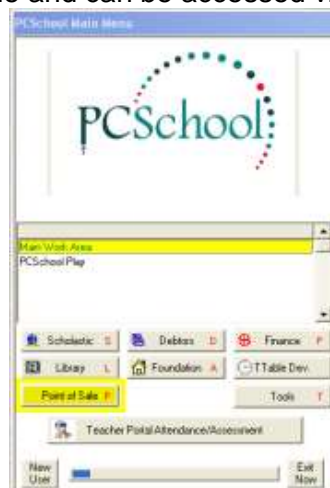 PCSchool Main Menu
PCSchool
Main Work Area
PCSchool Play
Scholastic S Debtors D Finance F
Library L Foundation A TTable Dev.
Point of Sale P Tools T
Teacher Portal Attendance/Assessment
New User Exit Now